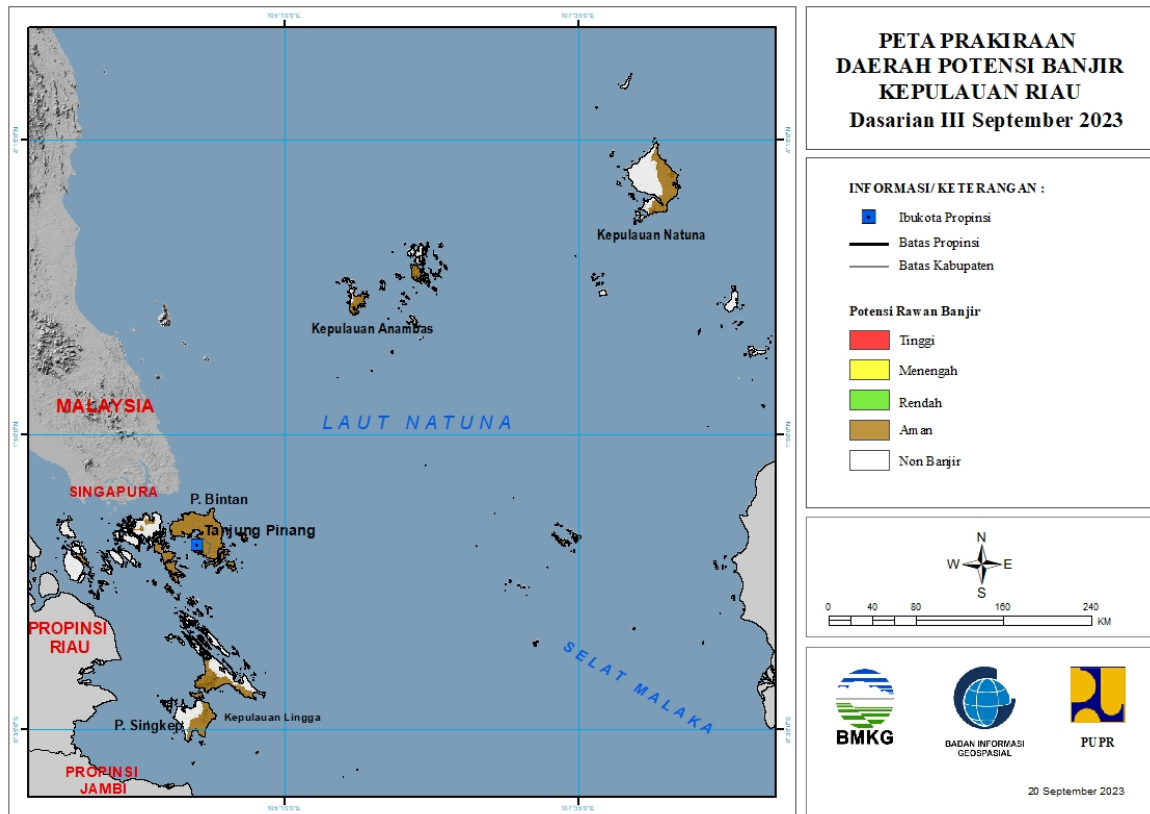 PETA PRAKIRAAN
DAERAH POTENSI BANJIR
KEPULAUAN RIAU
Dasarian III September 2023
INFORMASI/ KETERANGAN :
Ibukota Propinsi
Batas Propinsi
Batas Kabupaten
Potensi Rawan Banjir
Tinggi
Menengah
Rendah
Aman
Non Banjir
N
W E
S
0 40 80 160 240
KM
BMKG
BADAN INFORMASI
GEOSPASIAL
PUPR
20 September 2023
Kepulauan Natuna
Kepulauan Anambas
MALAYSIA
LAUT NATUNA
SINGAPURA
P. Bintan
Tanjung Pinang
PROPINSI
RIAU
SELAT MALAKA
Kepulauan Lingga
P. Singkep
PROPINSI
JAMBI